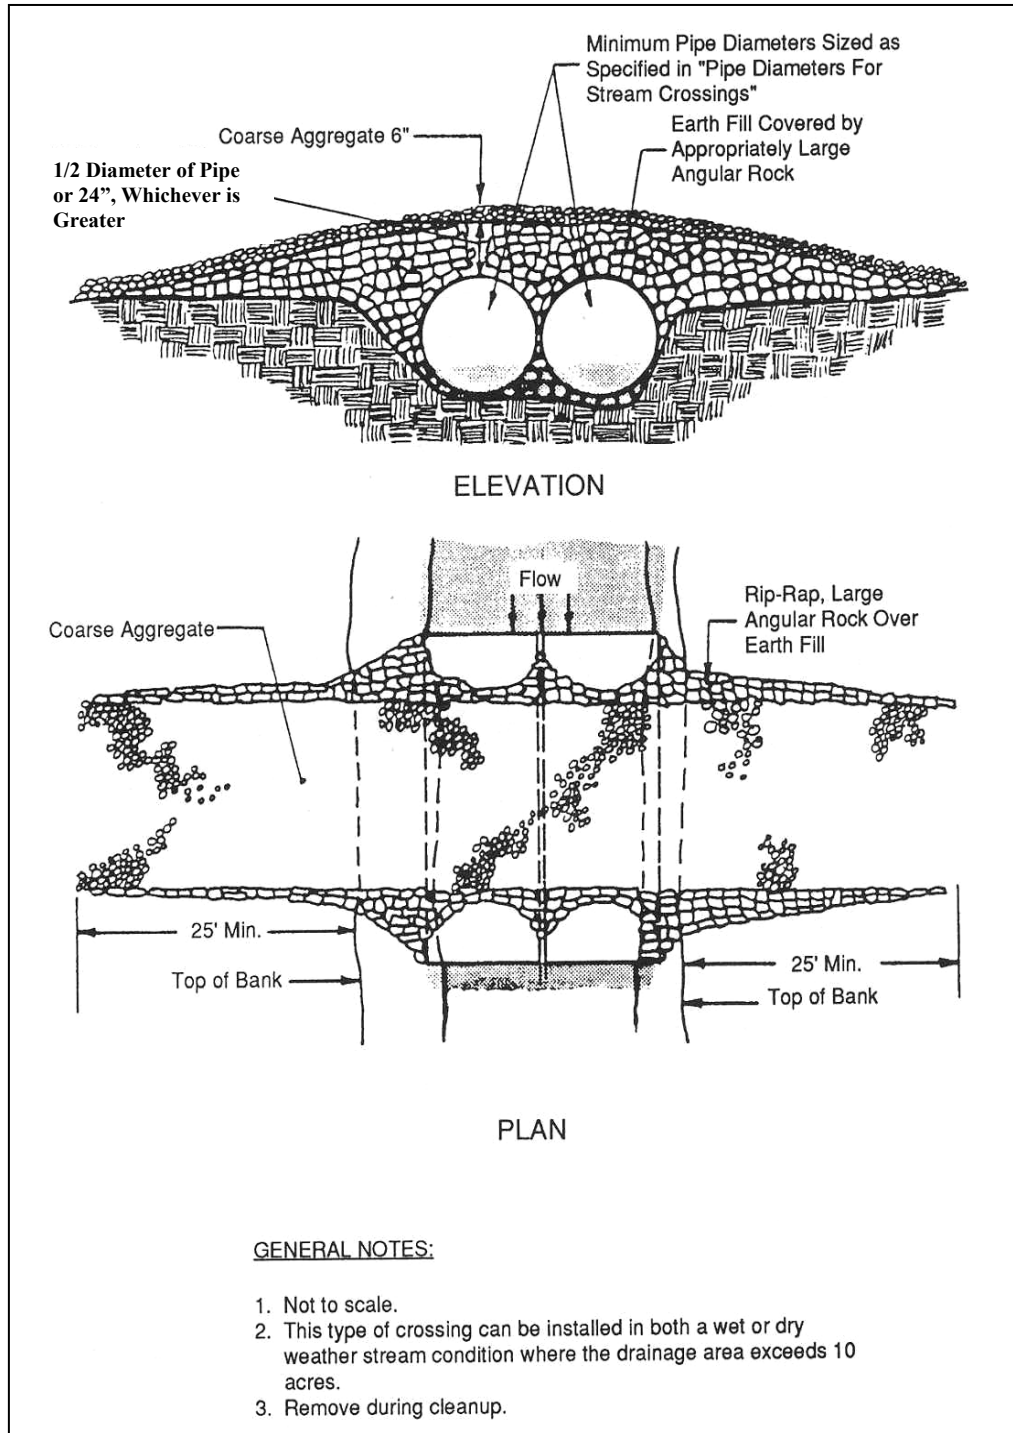 Minimum Pipe Diameters Sized as
Specified in "Pipe Diameters For
Stream Crossings"
Coarse Aggregate 6"
Earth Fill Covered by
Appropriately Large
Angular Rock
1/2 Diameter of Pipe
or 24”, Whichever is
Greater
ELEVATION
Flow
Coarse Aggregate
Rip-Rap, Large
Angular Rock Over
Earth Fill
25' Min.
25' Min.
Top of Bank
Top of Bank
PLAN
GENERAL NOTES:
1. Not to scale.
2. This type of crossing can be installed in both a wet or dry
weather stream condition where the drainage area exceeds 10
acres.
3. Remove during cleanup.